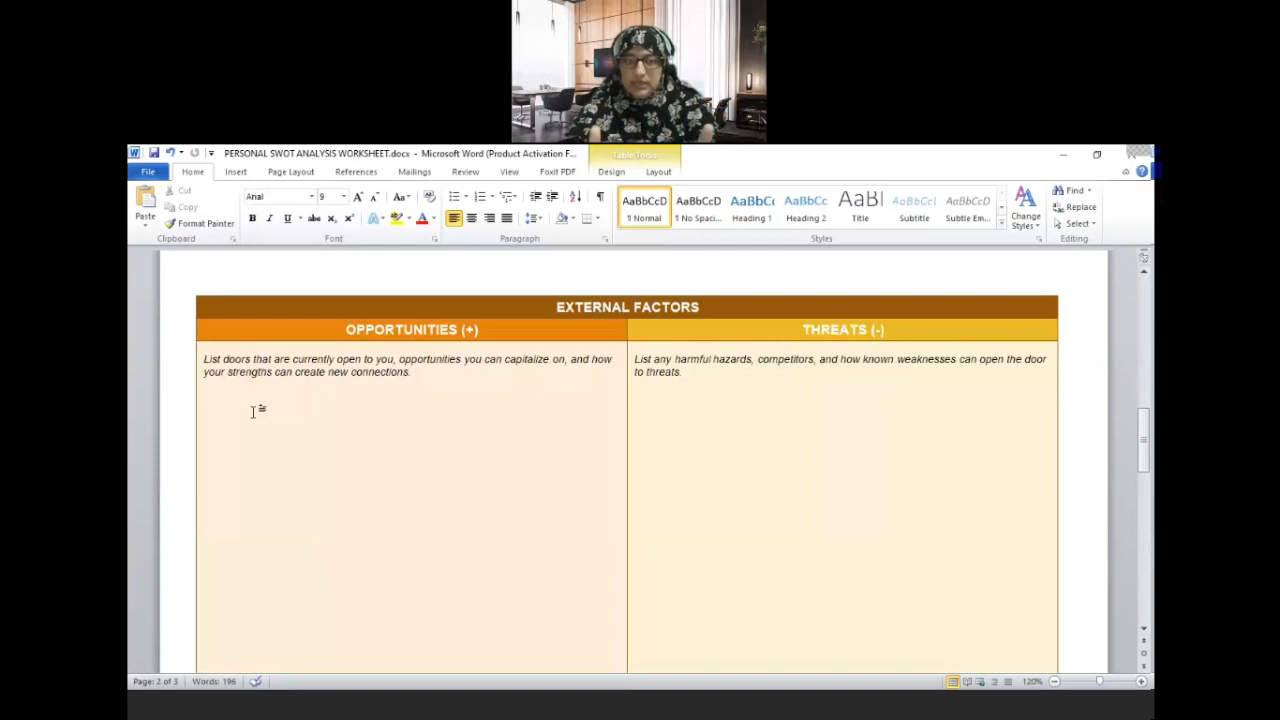 PERSONAL SWOT ANALYSIS WORKSHEET.docx - Microsoft Word (Product Activation F...
Table Tools
File Home Insert Page Layout References Mailings Review View Foxit PDF Design Layout
Paste
Cut
Copy
Format Painter
Clipboard
Arial 9
Font
Paragraph
AaBbCcD AaBbCcD AaBbCc AaBbCc AaBl AaBbCcl AaBbCcD
¶ Normal ¶ No Spaci... Heading 1 Heading 2 Title Subtitle Subtle Em...
Styles
Change Styles
Find
Replace
Select
Editing
EXTERNAL FACTORS
OPPORTUNITIES (+) THREATS (-)
List doors that are currently open to you, opportunities you can capitalize on, and how
your strengths can create new connections.
List any harmful hazards, competitors, and how known weaknesses can open the door
to threats.
Page: 2 of 3 Words: 196 120%